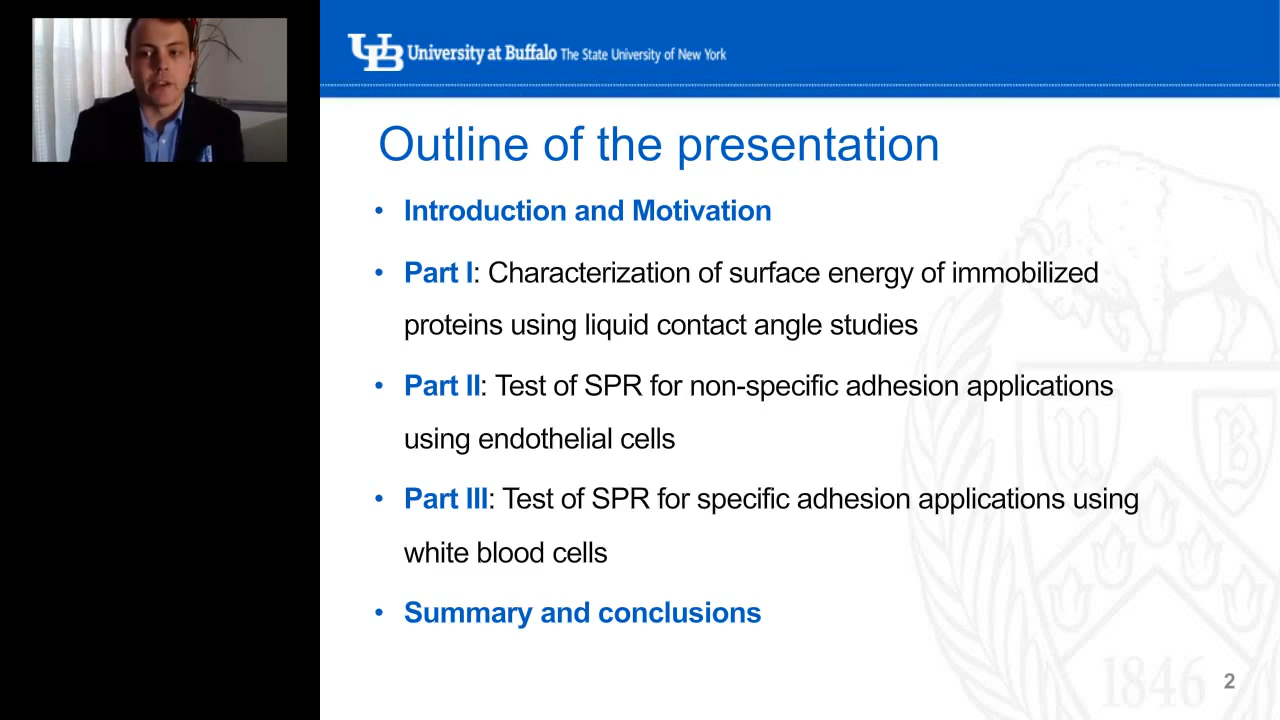 UB University at Buffalo The State University of New York
Outline of the presentation
• Introduction and Motivation
• Part I: Characterization of surface energy of immobilized
proteins using liquid contact angle studies
• Part II: Test of SPR for non-specific adhesion applications
using endothelial cells
• Part III: Test of SPR for specific adhesion applications using
white blood cells
• Summary and conclusions
U B
1846
2